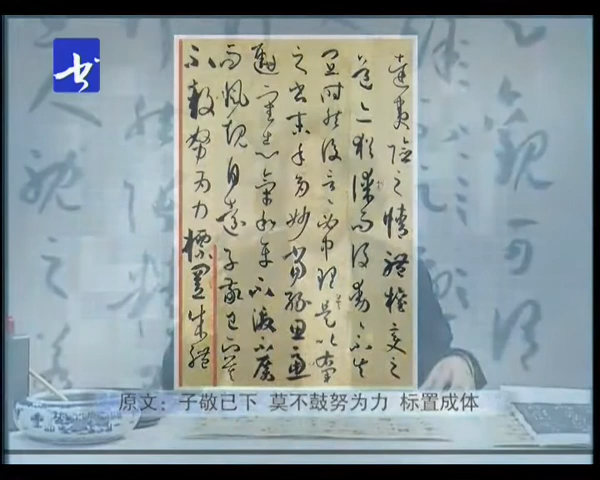 书
達夷險之情體權變之
道亦猶謀而後動々不失
宜時然後言々必中理矣是以右軍
之書末年多妙當緣思慮
通審志氣和平不激不厲
而風規自遠子敬已下莫
不鼓努為力標置成體
原文：子敬已下 莫不鼓努为力 标置成体